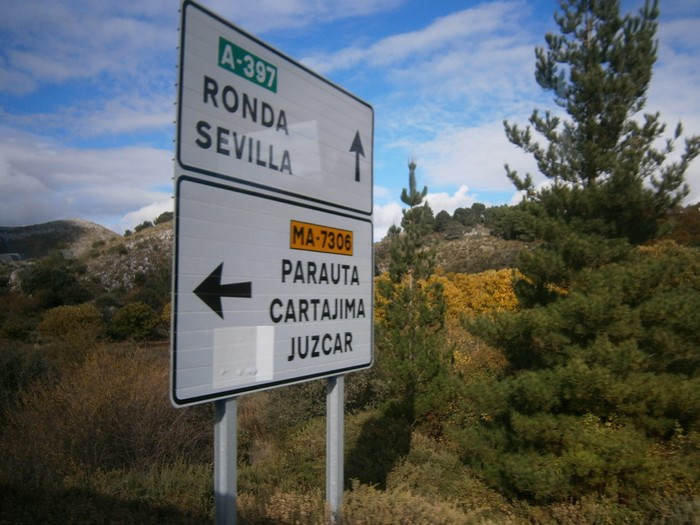 A-397
RONDA
SEVILLA
MA-7306
PARAUTA
CARTAJIMA
JUZCAR